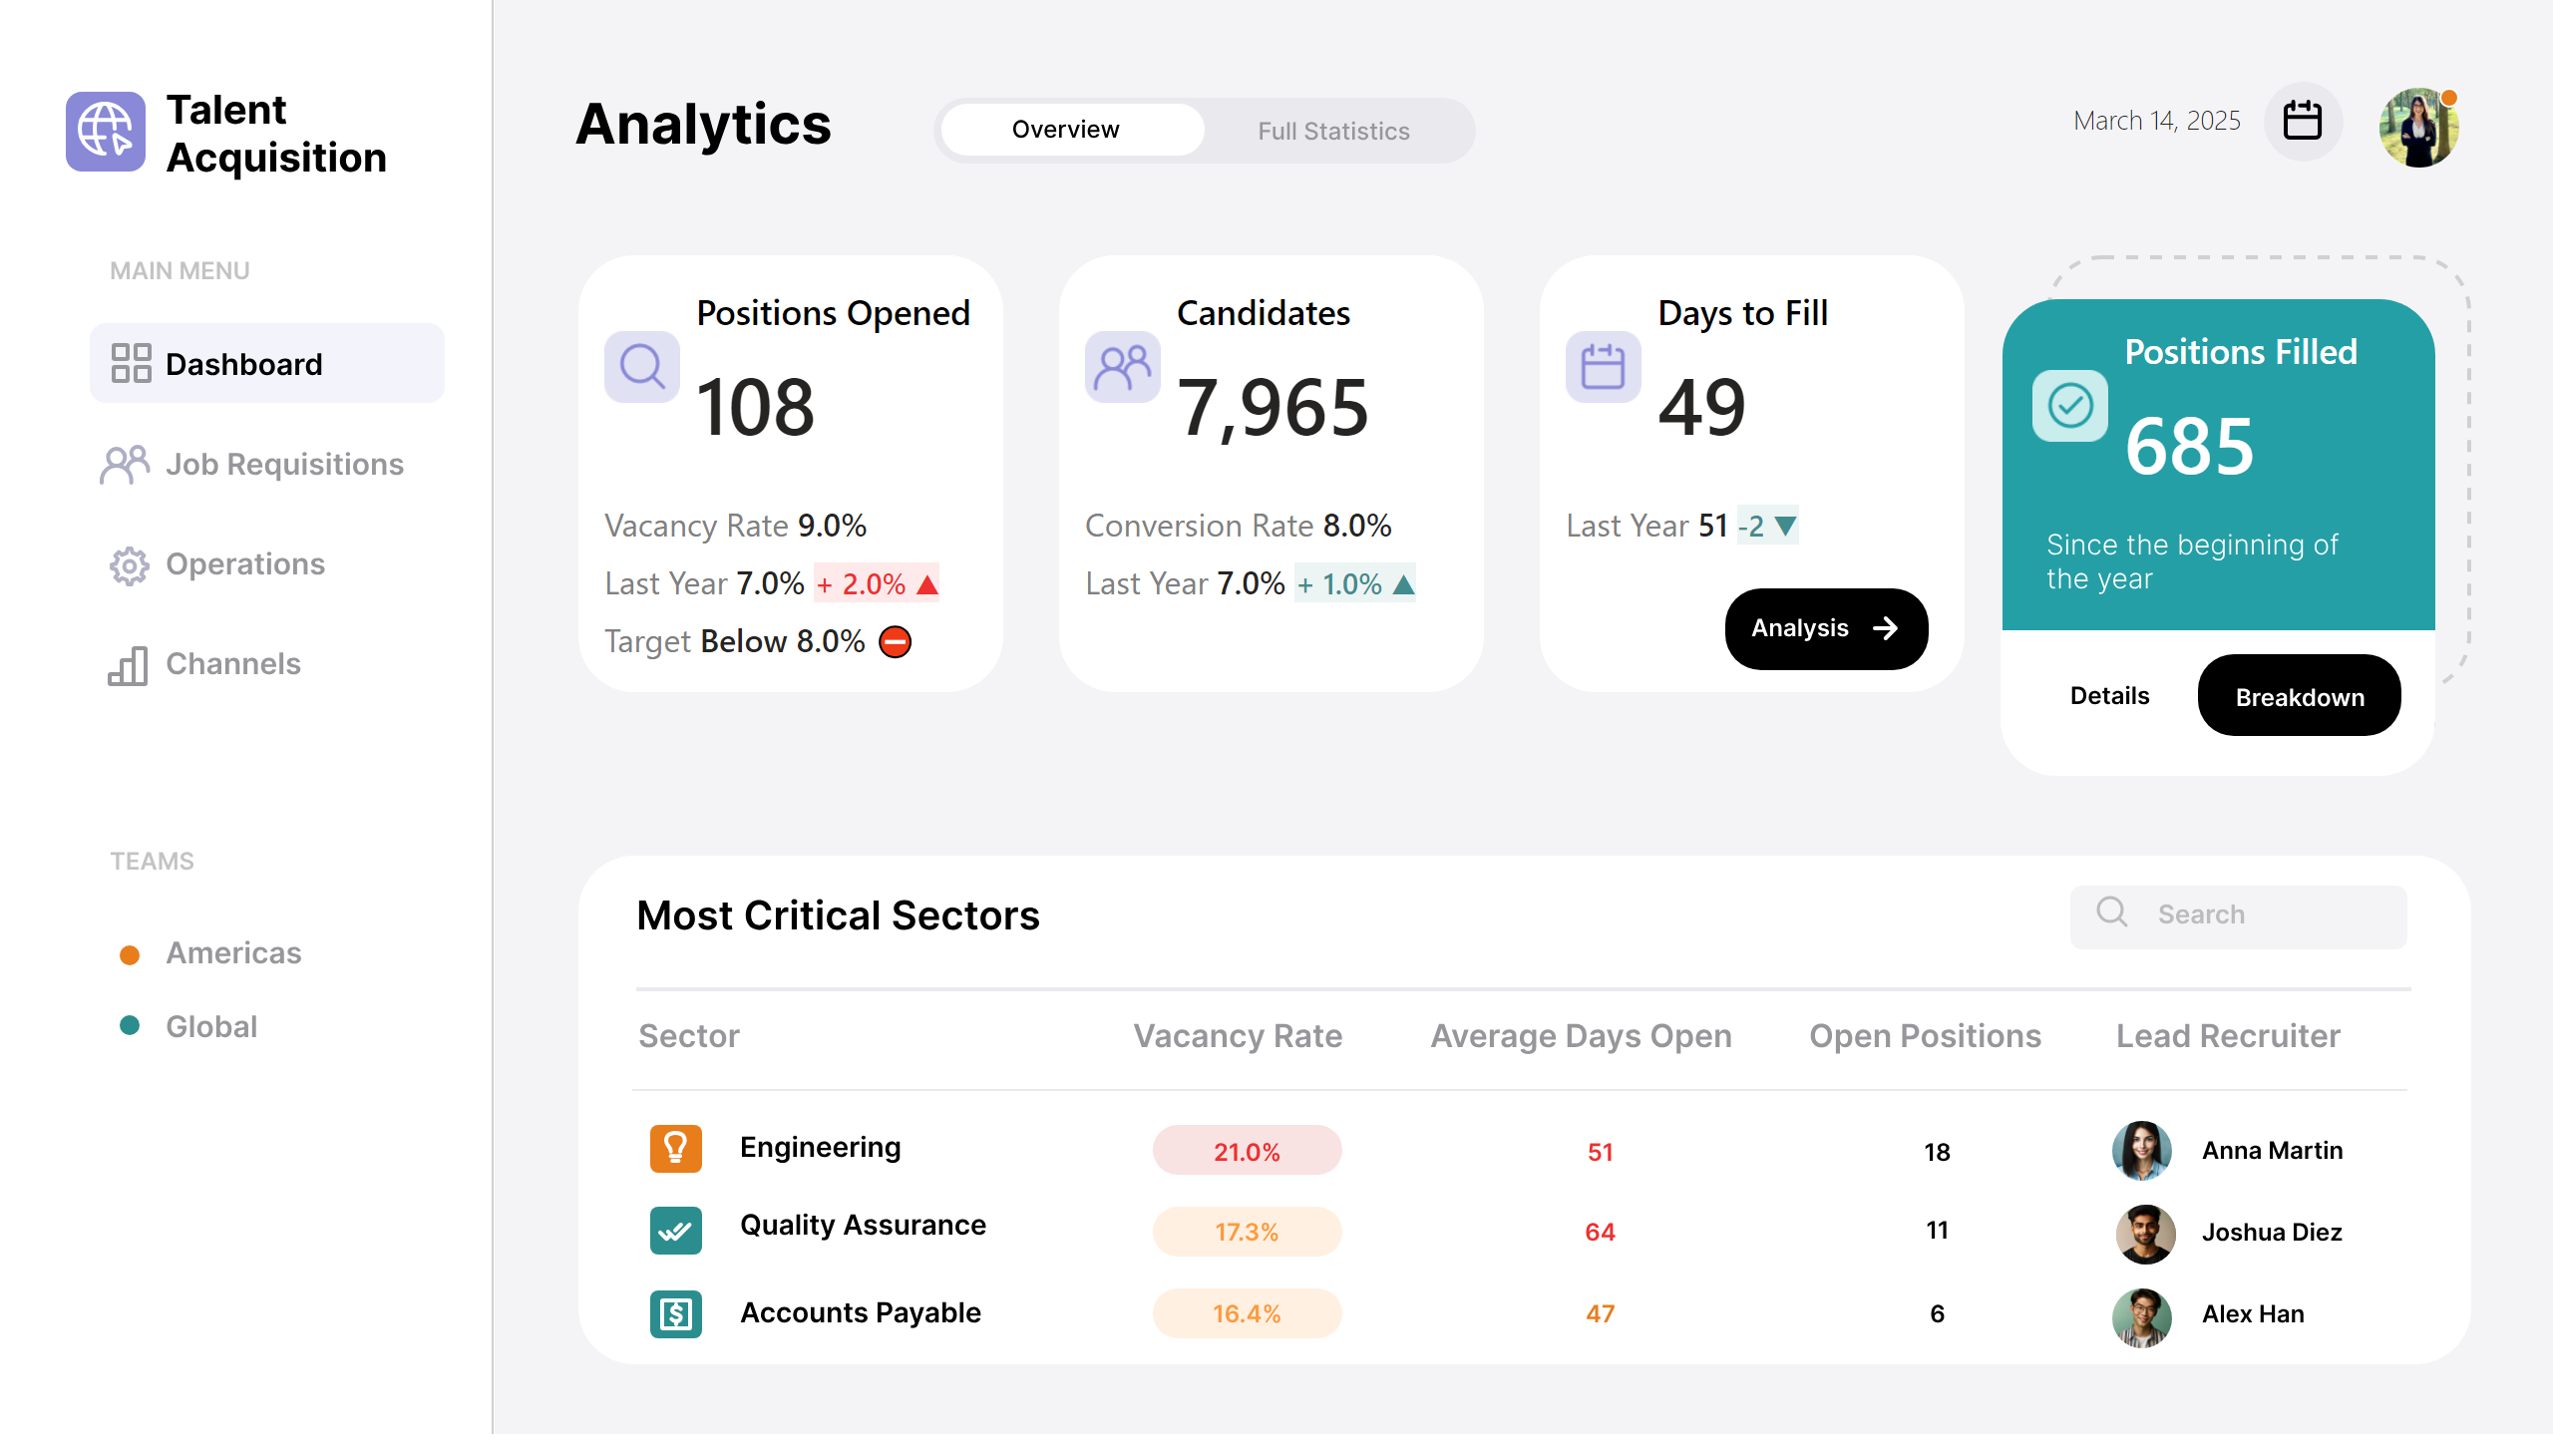 Talent
Acquisition
MAIN MENU
Dashboard
Job Requisitions
Operations
Channels
TEAMS
Americas
Global
Analytics
Overview
Full Statistics
March 14, 2025
Positions Opened
108
Vacancy Rate 9.0%
Last Year 7.0% + 2.0% ▲
Target Below 8.0% ⛔
Candidates
7,965
Conversion Rate 8.0%
Last Year 7.0% + 1.0% ▲
Days to Fill
49
Last Year 51 -2 ▼
Analysis →
Positions Filled
685
Since the beginning of
the year
Details
Breakdown
Most Critical Sectors
Search
Sector Vacancy Rate Average Days Open Open Positions Lead Recruiter
Engineering 21.0% 51 18 Anna Martin
Quality Assurance 17.3% 64 11 Joshua Diez
Accounts Payable 16.4% 47 6 Alex Han